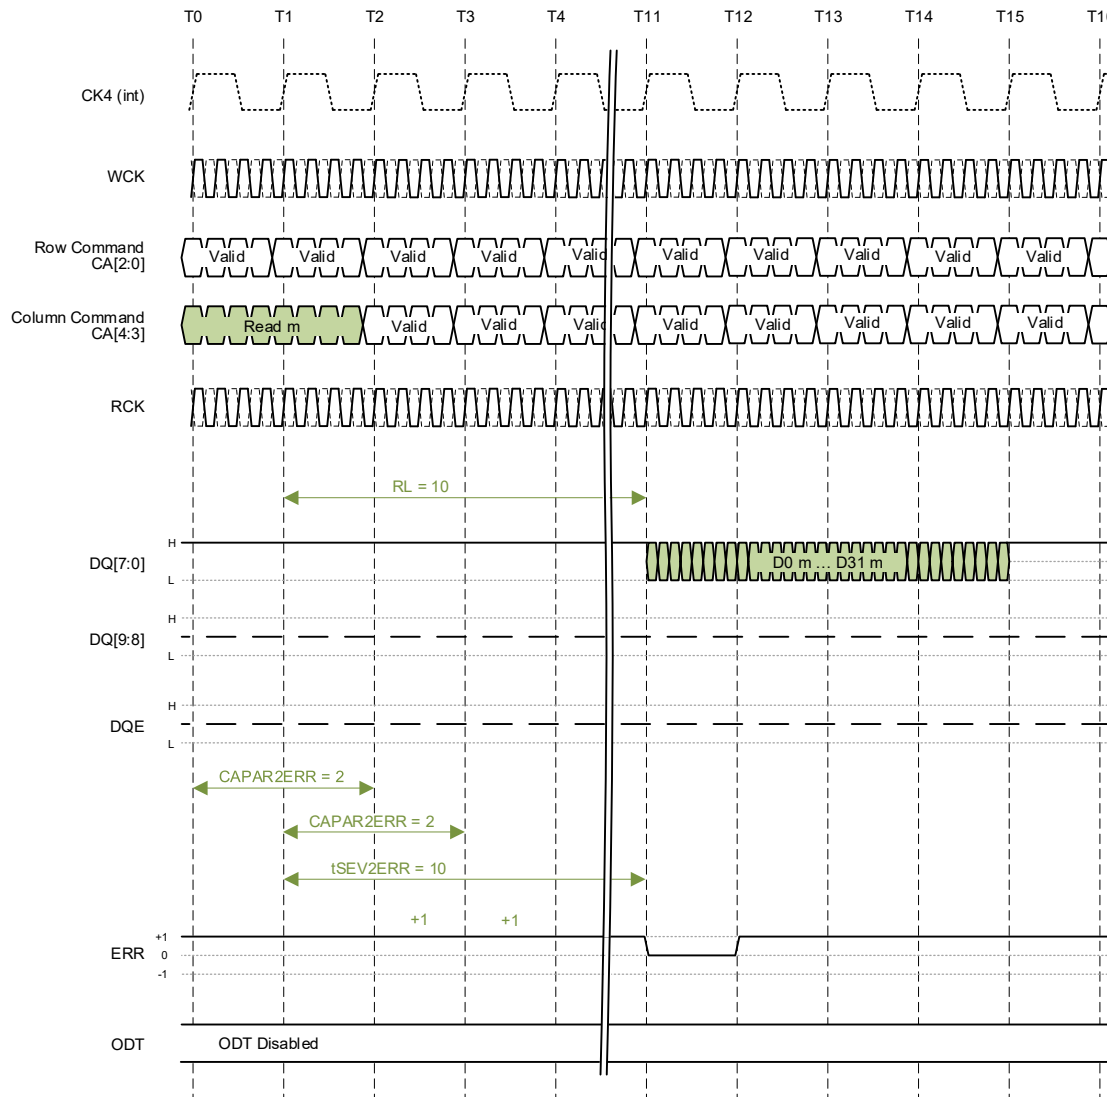 T0 T1 T2 T3 T4 T11 T12 T13 T14 T15
CK4 (int)
WCK
Row Command
CA[2:0]
Valid Valid Valid Valid Valid Valid Valid Valid Valid Valid
Column Command
CA[4:3]
Read m Valid Valid Valid Valid Valid Valid Valid Valid
RCK
RL = 10
DQ[7:0]
H
L
D0 m ... D31 m
DQ[9:8]
H
L
DQE
H
L
CAPAR2ERR = 2
CAPAR2ERR = 2
tSEV2ERR = 10
+1 +1
ERR
+1
0
-1
ODT
ODT Disabled